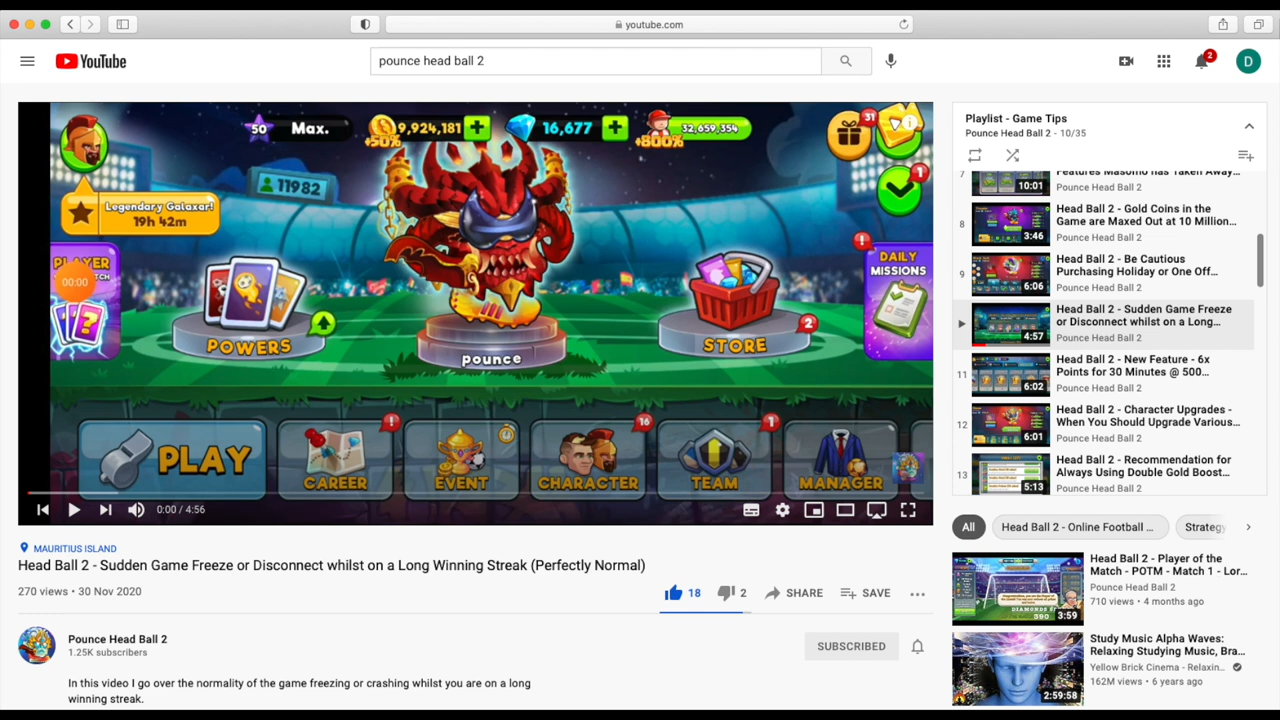 youtube.com
YouTube
pounce head ball 2
2
D
50 Max.
9,924,181
+50%
16,677
32,659,354
+800%
31
11982
1
Legendary Galaxar!
19h 42m
PLAYER
00:00
DAILY
MISSIONS
POWERS
pounce
STORE
2
PLAY
CAREER
EVENT
16
CHARACTER
1
TEAM
MANAGER
0:00 / 4:56
MAURITIUS ISLAND
Head Ball 2 - Sudden Game Freeze or Disconnect whilst on a Long Winning Streak (Perfectly Normal)
270 views • 30 Nov 2020
18
2
SHARE
SAVE
Pounce Head Ball 2
1.25K subscribers
SUBSCRIBED
In this video I go over the normality of the game freezing or crashing whilst you are on a long
winning streak.
Playlist - Game Tips
Pounce Head Ball 2 - 10/35
7
10:01
Features Masomo has Taken Away...
Pounce Head Ball 2
8
3:46
Head Ball 2 - Gold Coins in the
Game are Maxed Out at 10 Million...
Pounce Head Ball 2
9
6:06
Head Ball 2 - Be Cautious
Purchasing Holiday or One Off...
Pounce Head Ball 2
4:57
Head Ball 2 - Sudden Game Freeze
or Disconnect whilst on a Long...
Pounce Head Ball 2
11
6:02
Head Ball 2 - New Feature - 6x
Points for 30 Minutes @ 500...
Pounce Head Ball 2
12
6:01
Head Ball 2 - Character Upgrades -
When You Should Upgrade Various...
Pounce Head Ball 2
13
5:13
Head Ball 2 - Recommendation for
Always Using Double Gold Boost...
Pounce Head Ball 2
All
Head Ball 2 - Online Football ...
Strategy
3:59
Head Ball 2 - Player of the
Match - POTM - Match 1 - Lor...
Pounce Head Ball 2
710 views • 4 months ago
2:59:58
Study Music Alpha Waves:
Relaxing Studying Music, Bra...
Yellow Brick Cinema - Relaxin...
162M views • 6 years ago